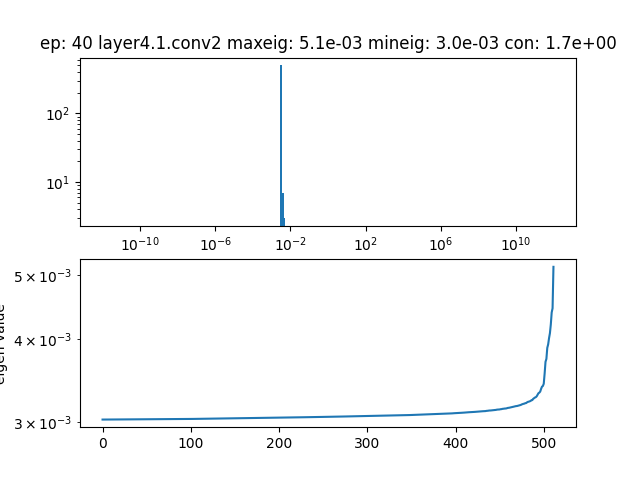 ep: 40 layer4.1.conv2 maxeig: 5.1e-03 mineig: 3.0e-03 con: 1.7e+00
10²
10¹
10⁻¹⁰ 10⁻⁶ 10⁻² 10² 10⁶ 10¹⁰
5 × 10⁻³
4 × 10⁻³
3 × 10⁻³
eigen value
0 100 200 300 400 500